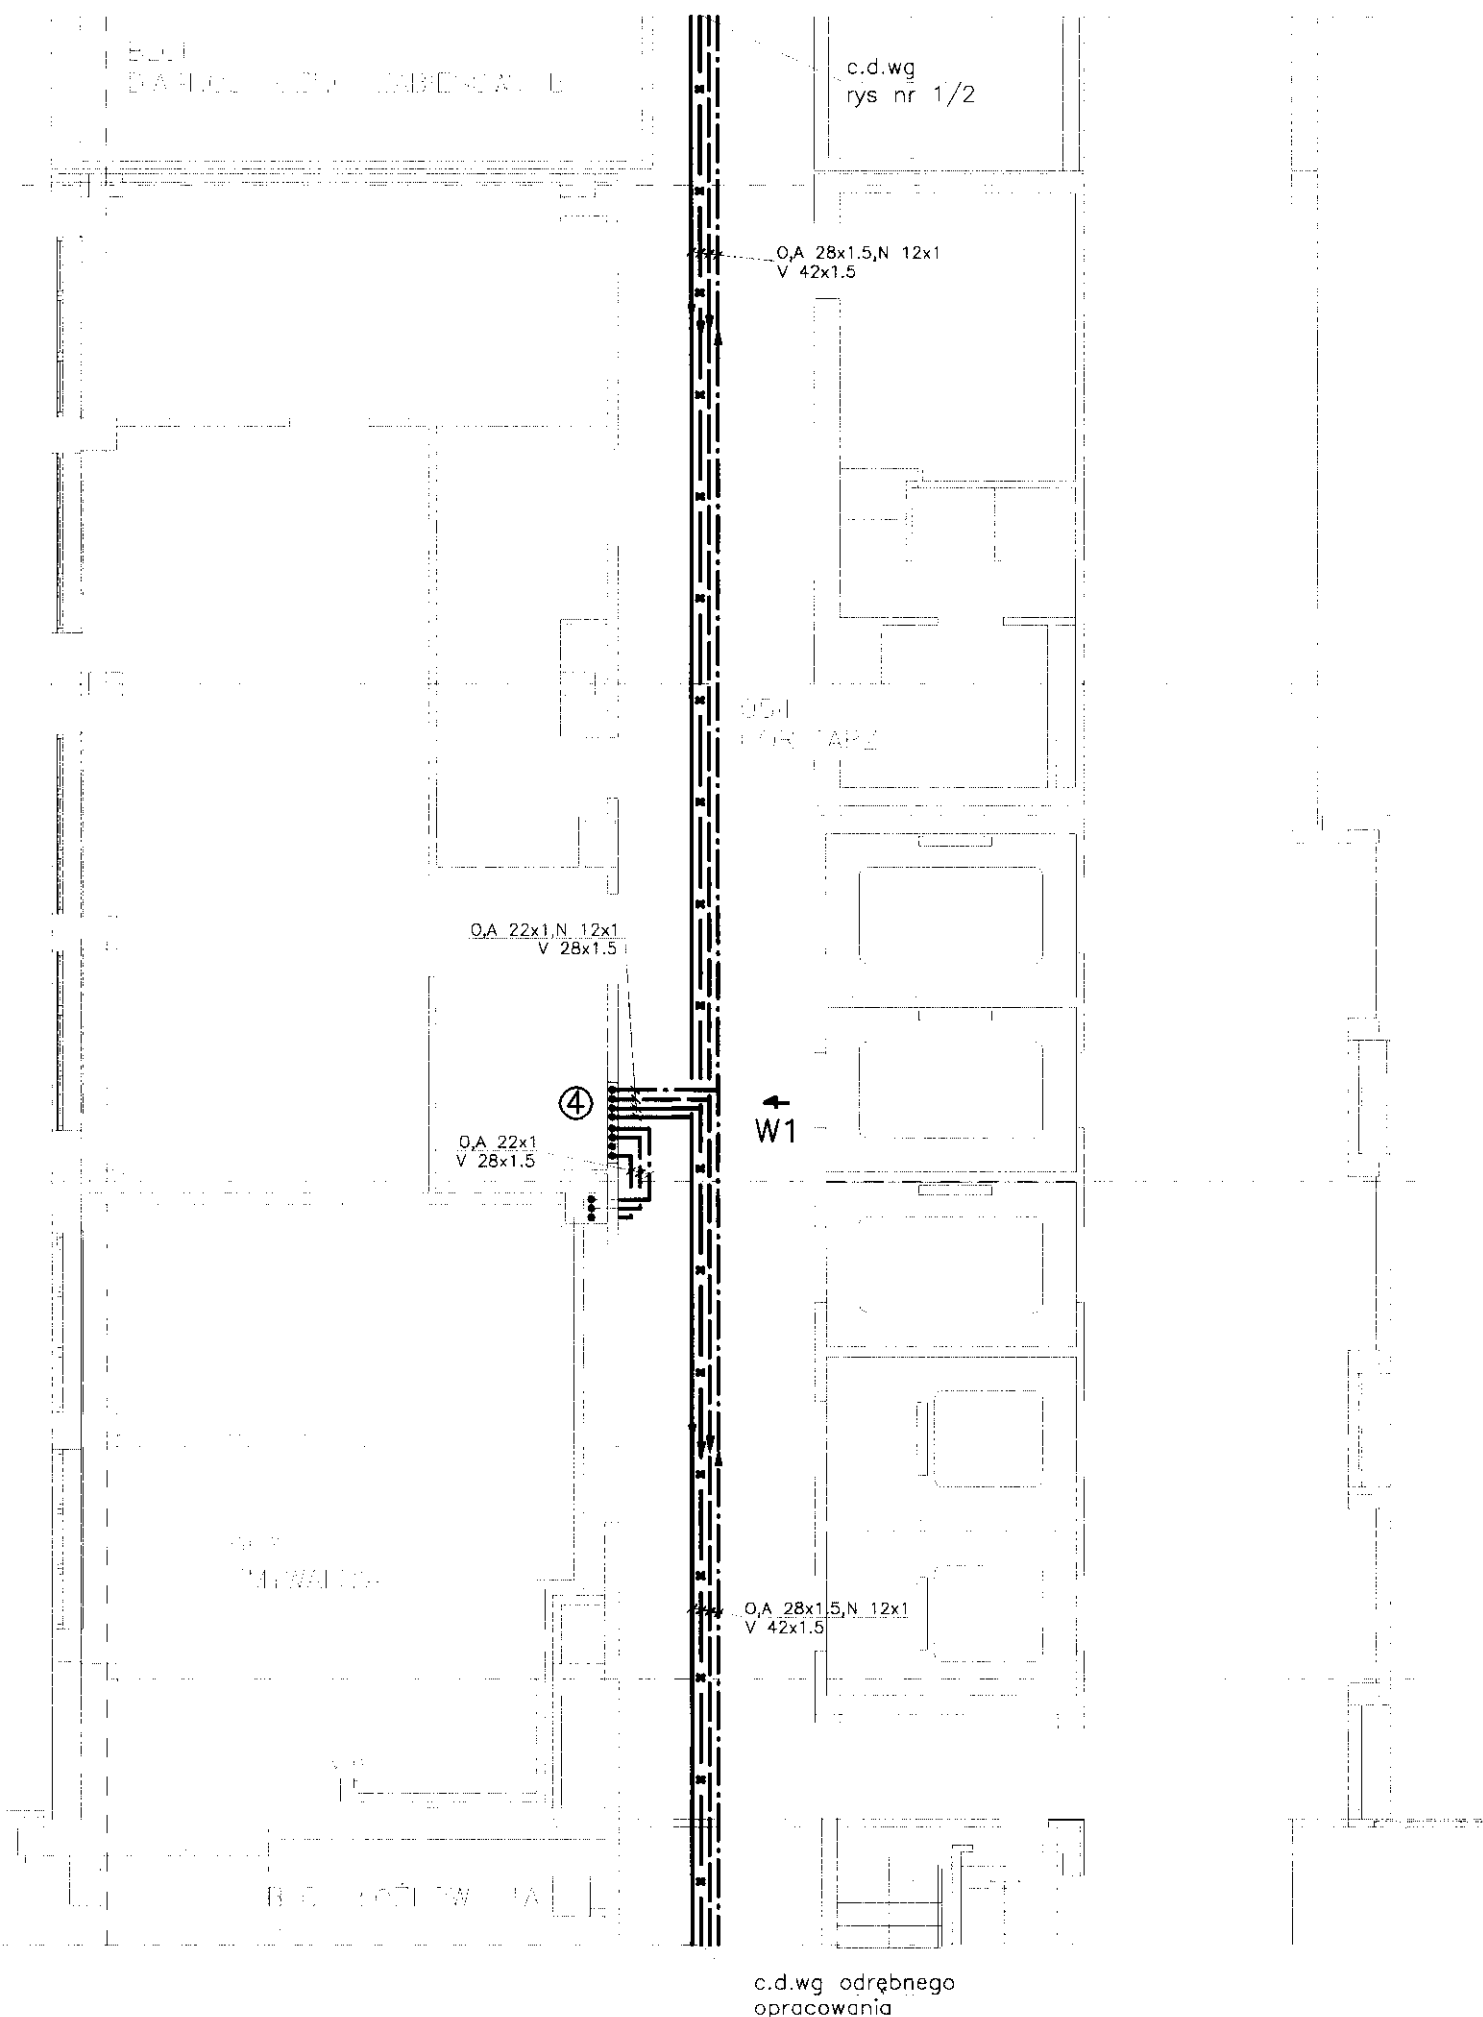 c.d.wg
rys nr 1/2
O,A 28x1.5,N 12x1
V 42x1.5
O,A 22x1,N 12x1
V 28x1.5
4
W1
O,A 22x1
V 28x1.5
O,A 28x1.5,N 12x1
V 42x1.5
c.d.wg odrębnego
opracowania